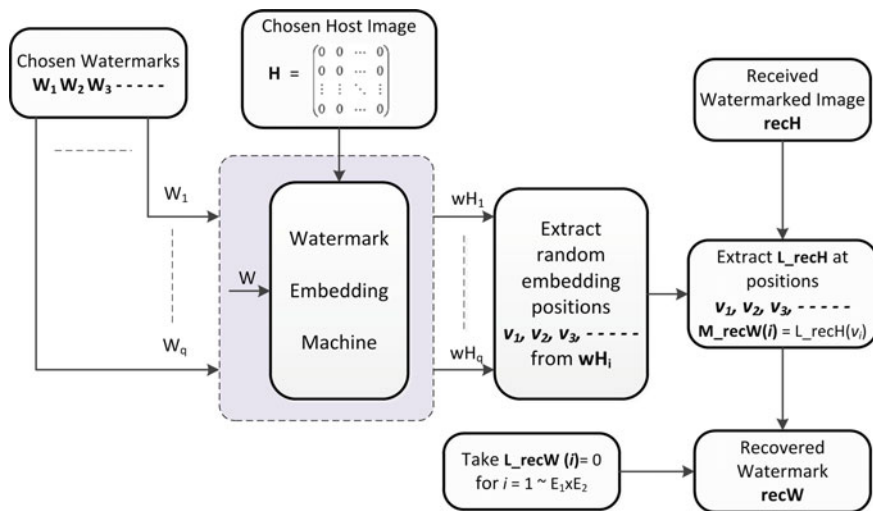 Chosen Watermarks
W₁ W₂ W₃ - - - - -
Chosen Host Image
H =
0 0 ⋯ 0
0 0 ⋯ 0
⋮ ⋮ ⋱ ⋮
0 0 ⋯ 0
Received
Watermarked Image
recH
W₁
W_q
W
Watermark
Embedding
Machine
wH₁
wH_q
Extract
random
embedding
positions
v₁, v₂, v₃, - - - - - -
from wHᵢ
Extract L_recH at
positions
v₁, v₂, v₃, - - - - -
M_recW(i) = L_recH(vᵢ)
Take L_recW (i)= 0
for i = 1 ~ E₁xE₂
Recovered
Watermark
recW